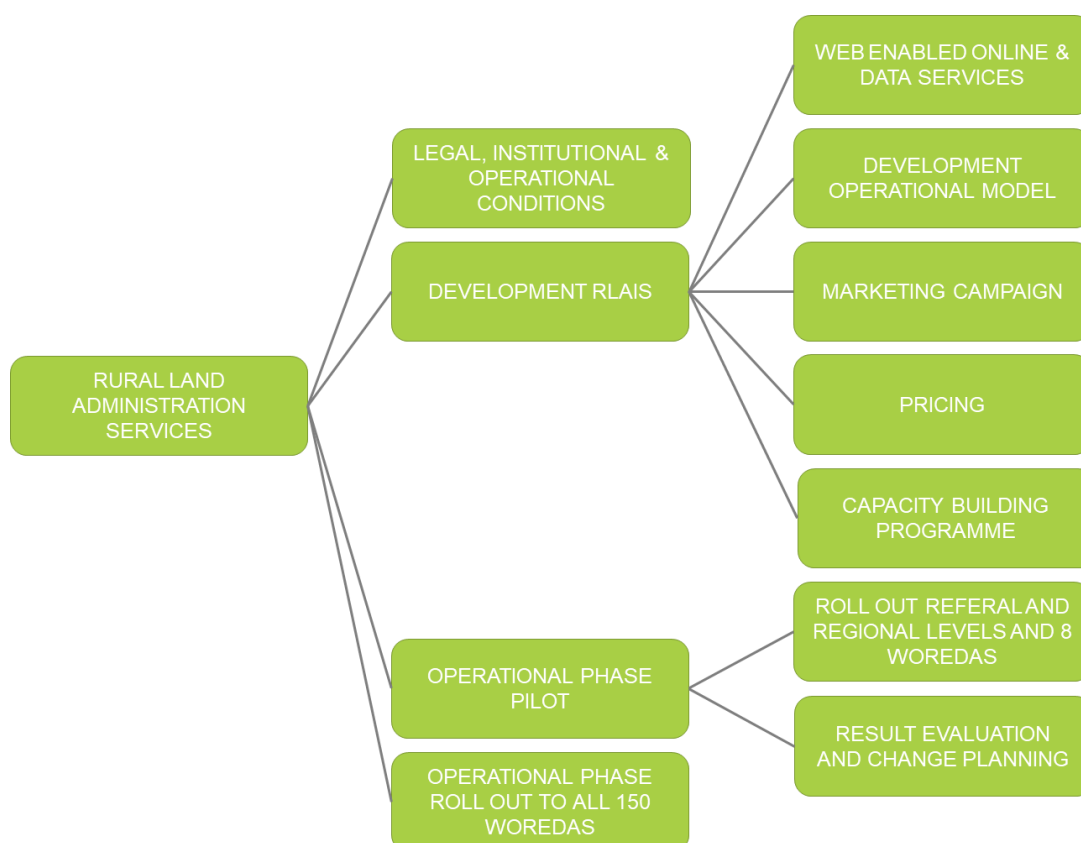 RURAL LAND
ADMINISTRATION
SERVICES
LEGAL, INSTITUTIONAL &
OPERATIONAL
CONDITIONS
DEVELOPMENT RLAIS
WEB ENABLED ONLINE &
DATA SERVICES
DEVELOPMENT
OPERATIONAL MODEL
MARKETING CAMPAIGN
PRICING
CAPACITY BUILDING
PROGRAMME
OPERATIONAL PHASE
PILOT
ROLL OUT REFERAL AND
REGIONAL LEVELS AND 8
WOREDAS
RESULT EVALUATION
AND CHANGE PLANNING
OPERATIONAL PHASE
ROLL OUT TO ALL 150
WOREDAS